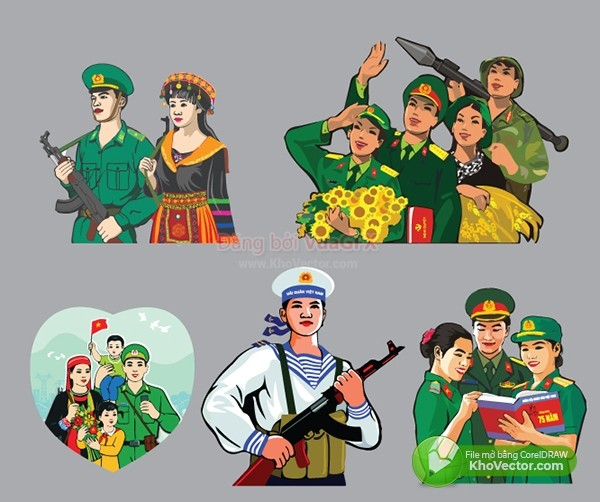 Đăng bởi VuaGFX
www.KhoVector.com
HẢI QUÂN VIỆT NAM
75 NĂM
File mở bằng CorelDRAW
KhoVector.com